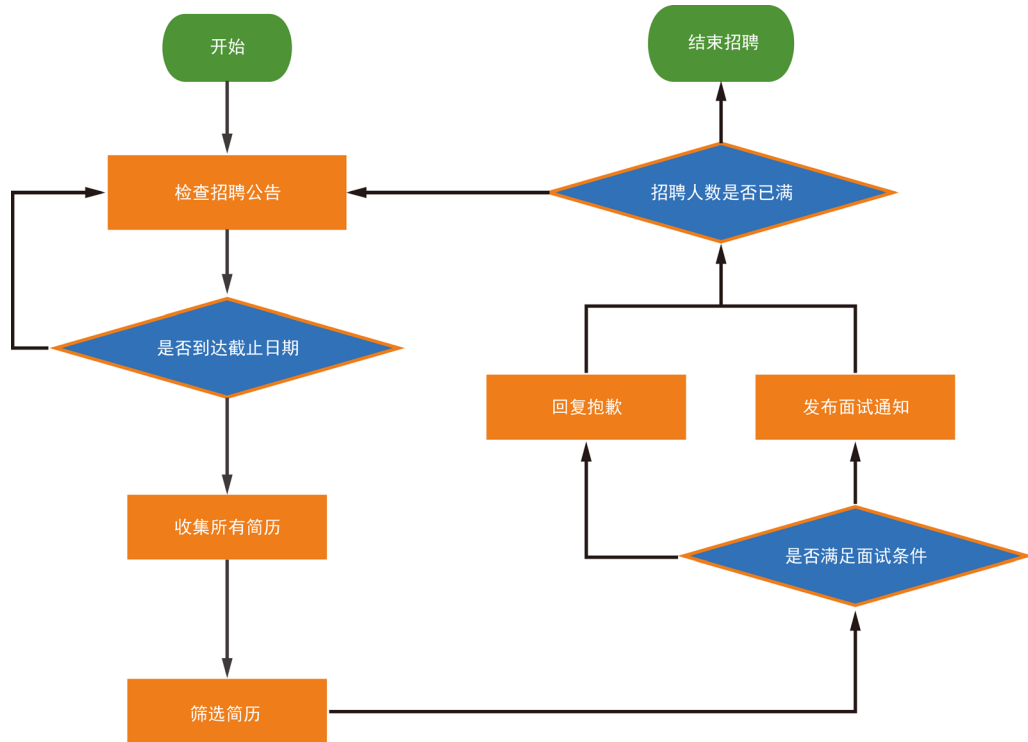 开始
结束招聘
检查招聘公告
招聘人数是否已满
是否到达截止日期
回复抱歉
发布面试通知
收集所有简历
是否满足面试条件
筛选简历